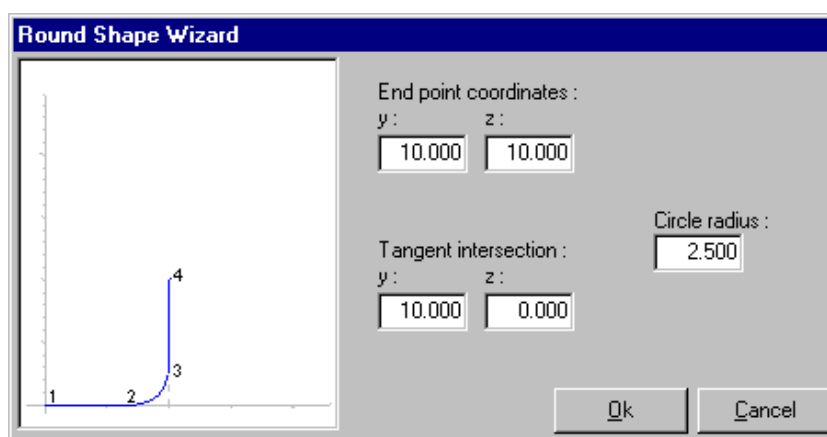 Round Shape Wizard
End point coordinates :
y : z :
10.000 10.000
Circle radius :
2.500
Tangent intersection :
y : z :
10.000 0.000
4
3
1 2
Ok Cancel